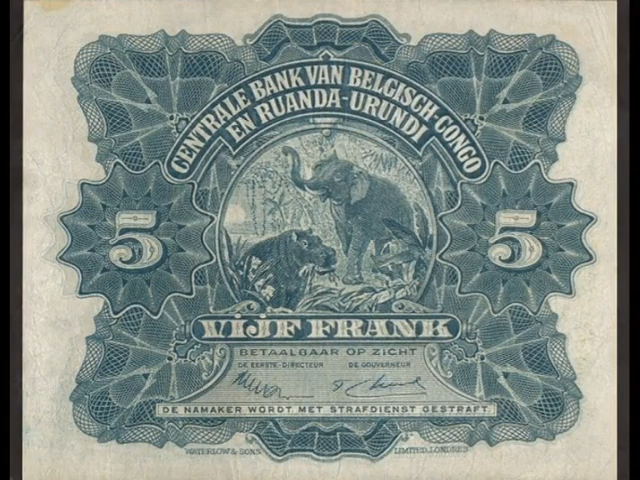 CENTRALE BANK VAN BELGISCH-CONGO
EN RUANDA-URUNDI
5 5
VIJF FRANK
BETAALBAAR OP ZICHT
DE EERSTE-DIRECTEUR DE GOUVERNEUR
DE NAMAKER WORDT MET STRAFDIENST GESTRAFT
WATERLOW & SONS LIMITED, LONDRES